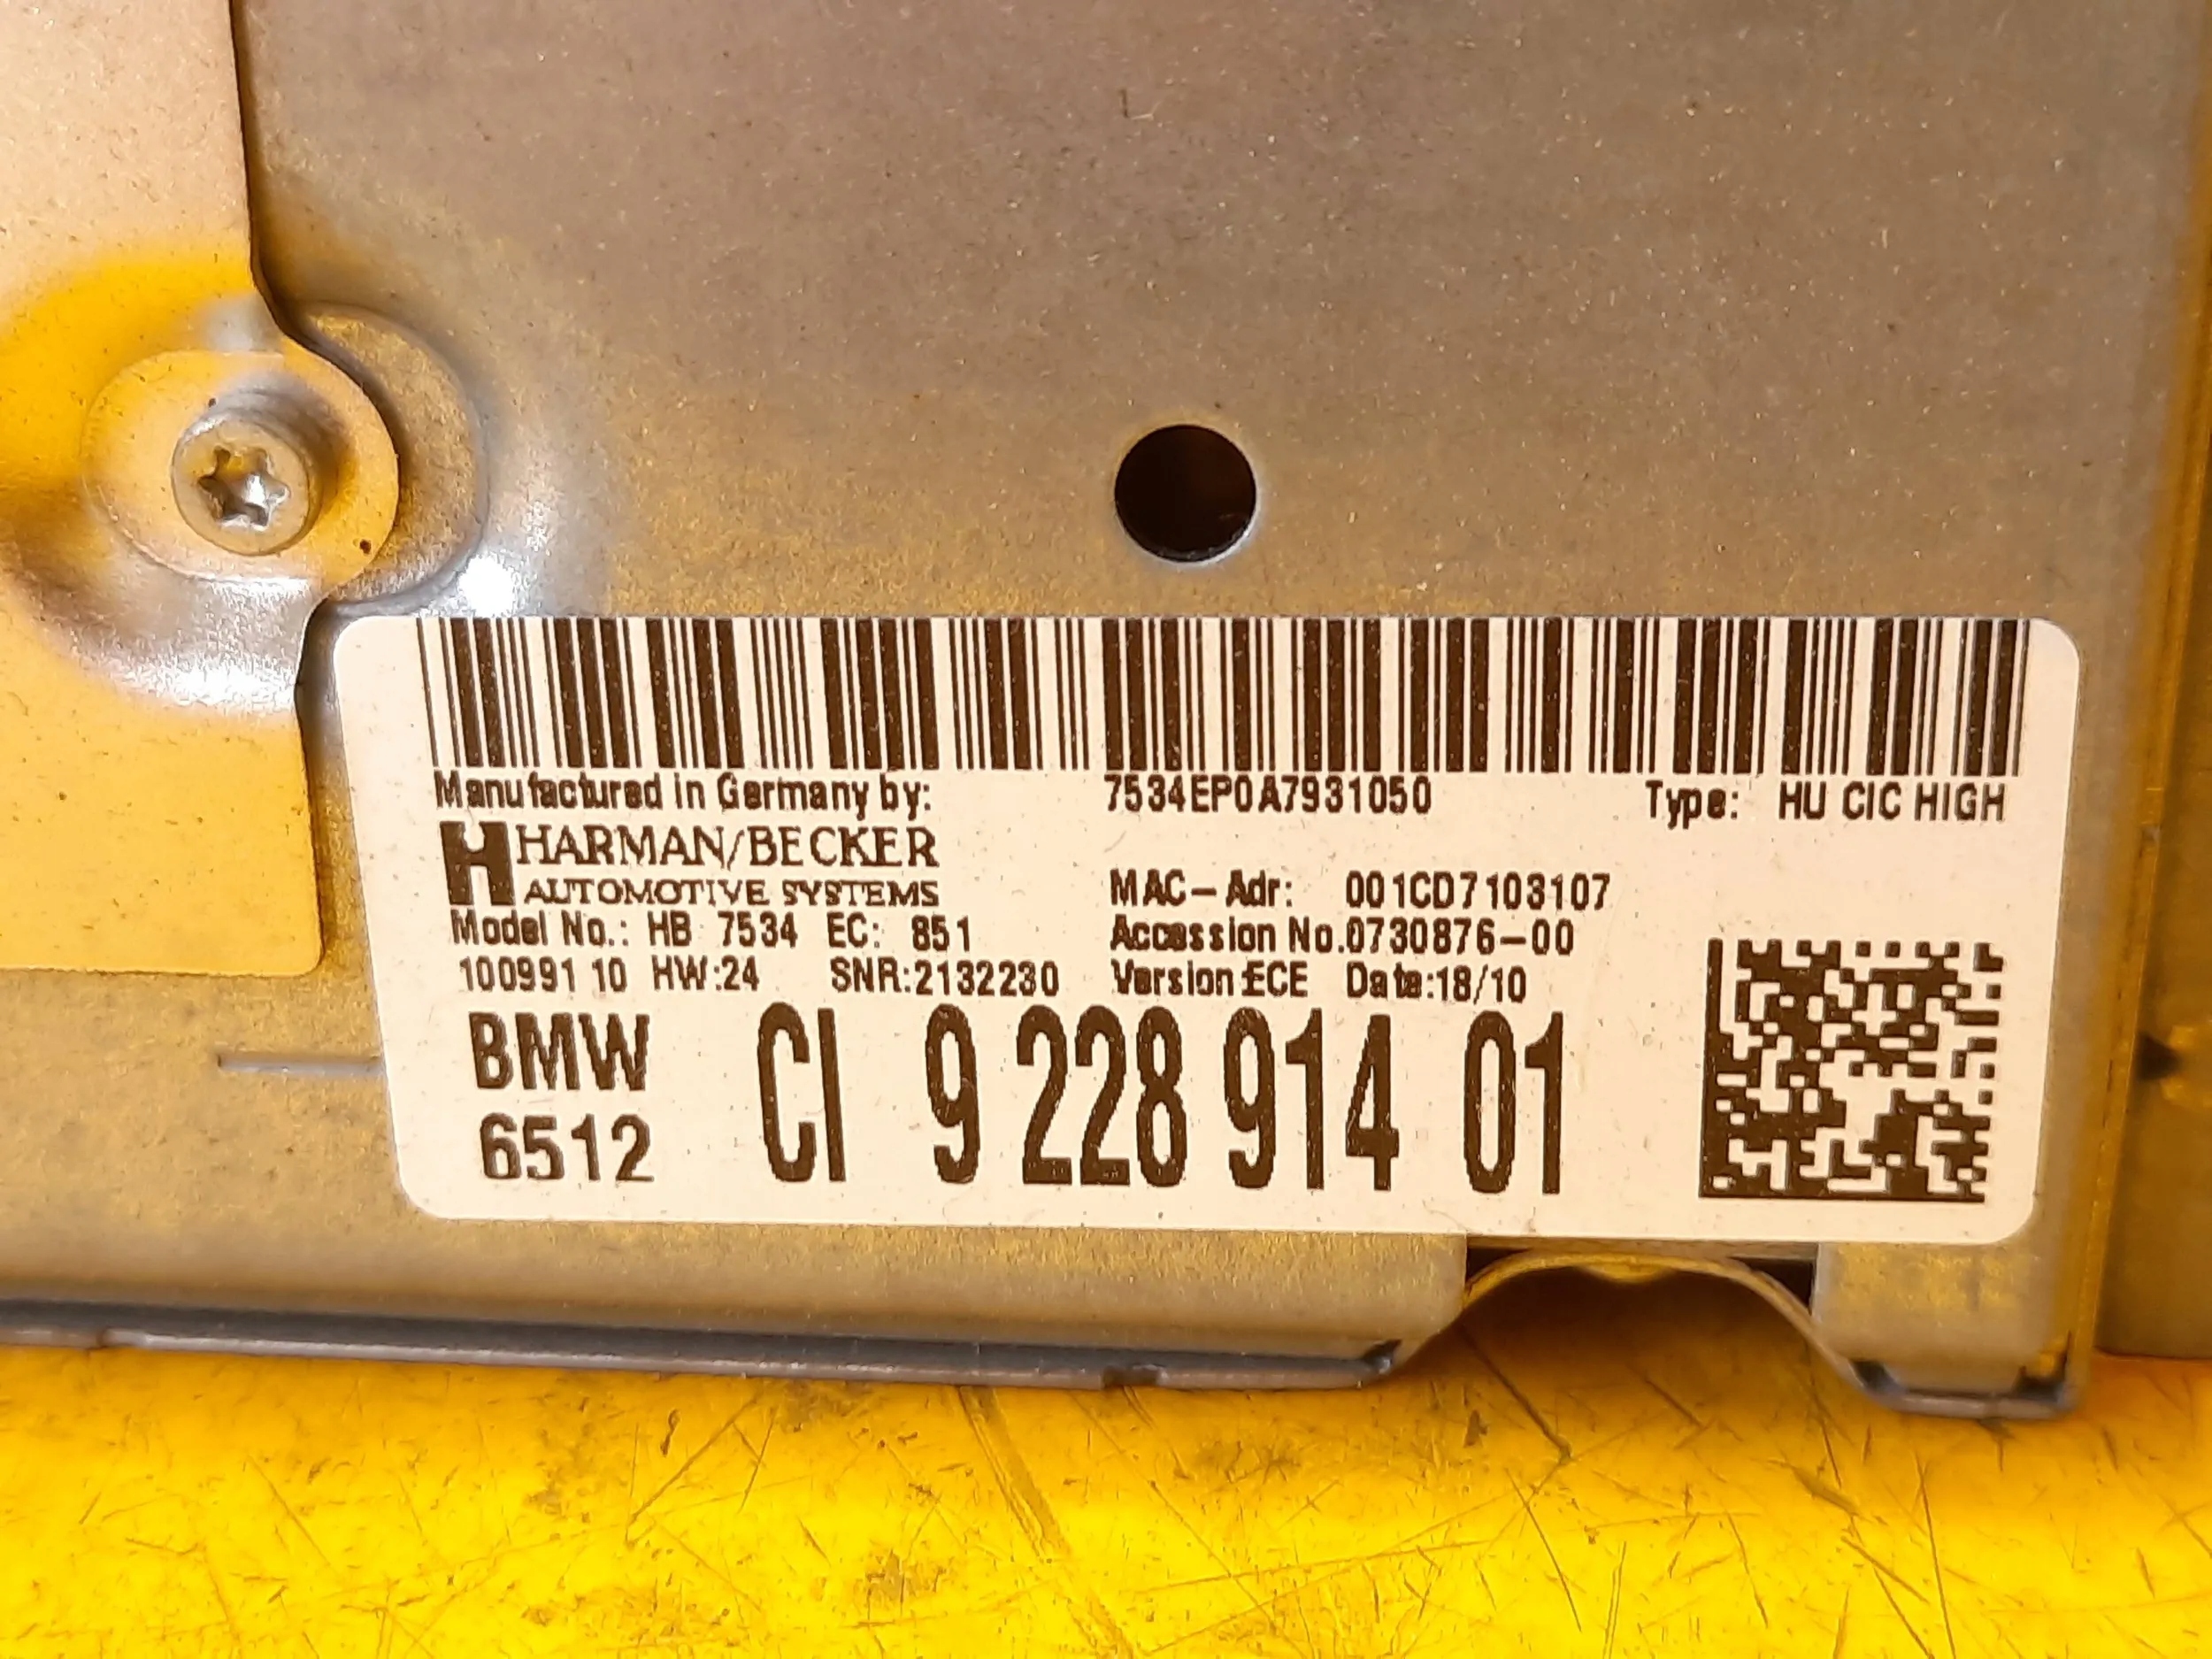 Manufactured in Germany by: 7534EP0A7931050 Type: HU CIC HIGH
H HARMAN/BECKER
AUTOMOTIVE SYSTEMS MAC-Adr: 001CD7103107
Model No.: HB 7534 EC: 851 Accession No.0730876-00
100991 10 HW:24 SNR:2132230 Version:ECE Date:18/10
BMW CI 9 228 914 01
6512